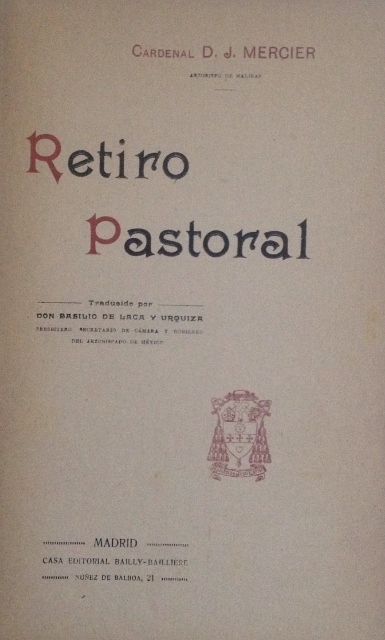 CARDENAL D. J. MERCIER
ARZOBISPO DE MALINAS
Retiro
Pastoral
Traducido por
DON BASILIO DE LACA Y URQUIZA
PRESBITERO SECRETARIO DE CÁMARA Y GOBIERNO
DEL ARZOBISPADO DE MÉXICO
MADRID
CASA EDITORIAL BAILLY-BAILLIERE
NÚÑEZ DE BALBOA, 21